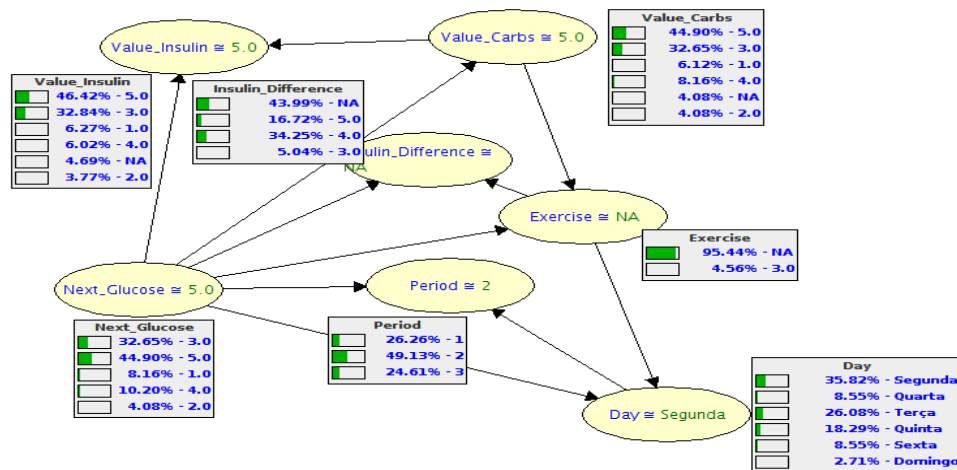 Value_Carbs
44.90% - 5.0
32.65% - 3.0
6.12% - 1.0
8.16% - 4.0
4.08% - NA
4.08% - 2.0
Value_Insulin ≅ 5.0
Value_Carbs ≅ 5.0
Value_Insulin
46.42% - 5.0
32.84% - 3.0
6.27% - 1.0
6.02% - 4.0
4.69% - NA
3.77% - 2.0
Insulin_Difference
43.99% - NA
16.72% - 5.0
34.25% - 4.0
5.04% - 3.0
ulin_Difference ≅
NA
Exercise ≅ NA
Exercise
95.44% - NA
4.56% - 3.0
Next_Glucose ≅ 5.0
Period ≅ 2
Next_Glucose
32.65% - 3.0
44.90% - 5.0
8.16% - 1.0
10.20% - 4.0
4.08% - 2.0
Period
26.26% - 1
49.13% - 2
24.61% - 3
Day ≅ Segunda
Day
35.82% - Segunda
8.55% - Quarta
26.08% - Terça
18.29% - Quinta
8.55% - Sexta
2.71% - Domingo